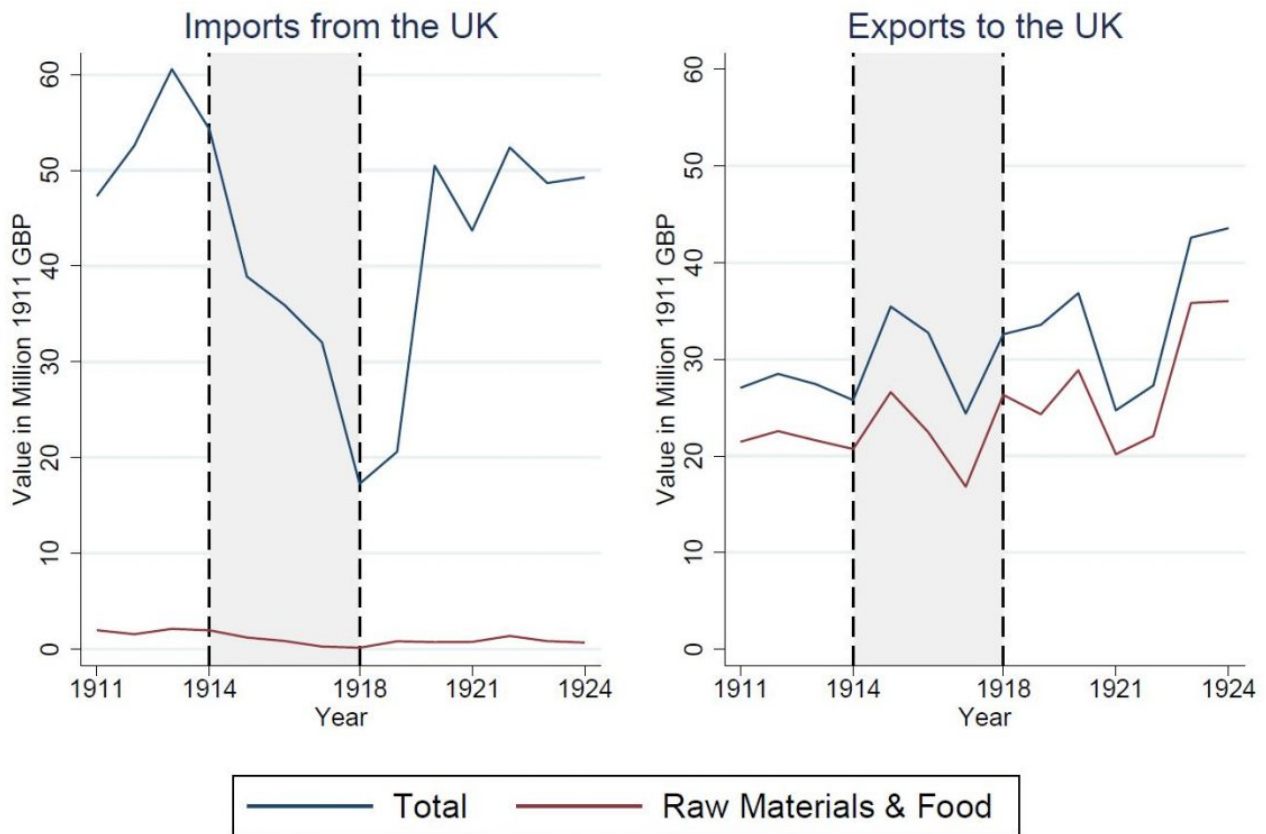 Imports from the UK
Value in Million 1911 GBP
60
50
40
30
20
10
0
1911 1914 1918 1921 1924
Year
Exports to the UK
Value in Million 1911 GBP
60
50
40
30
20
10
0
1911 1914 1918 1921 1924
Year
Total Raw Materials & Food